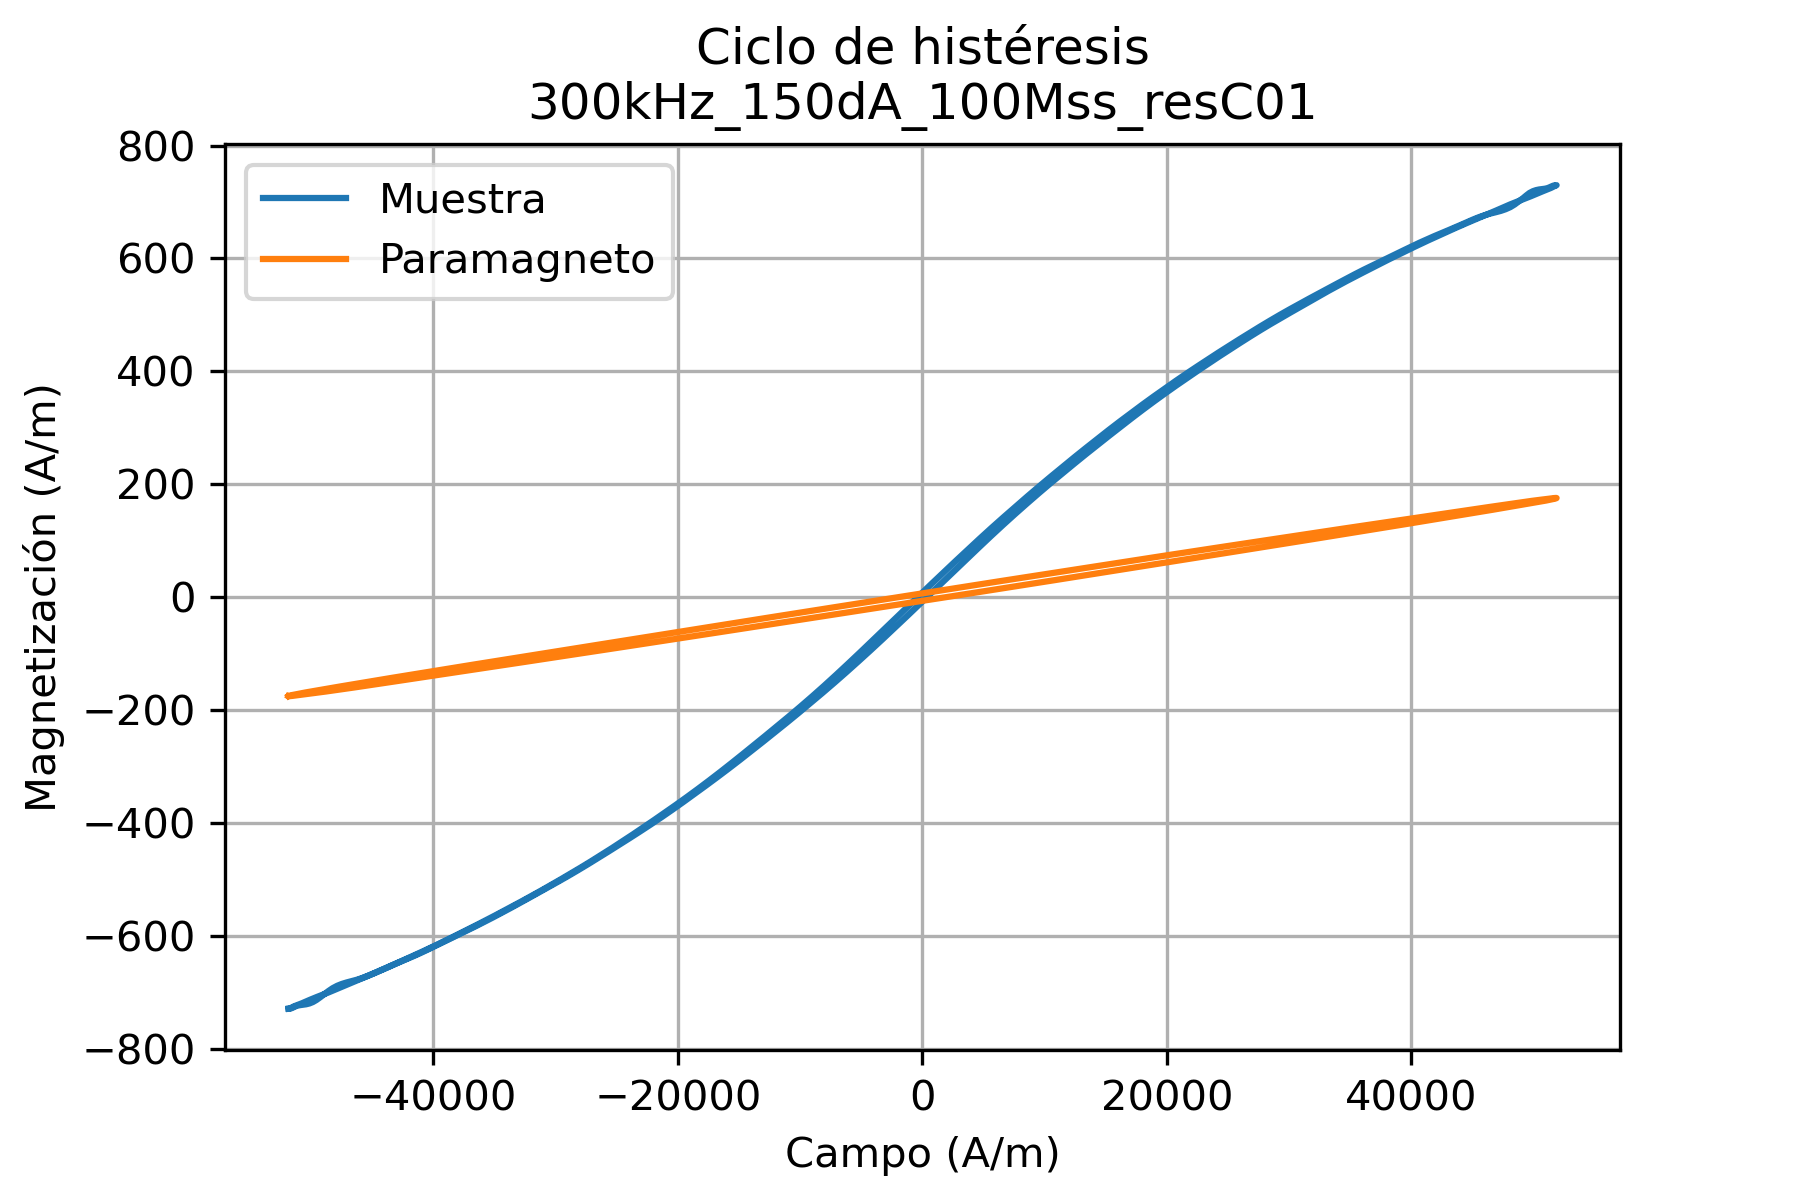 Ciclo de histéresis
300kHz_150dA_100Mss_resC01
Muestra
Paramagneto
Magnetización (A/m)
800
600
400
200
0
−200
−400
−600
−800
−40000
−20000
0
20000
40000
Campo (A/m)